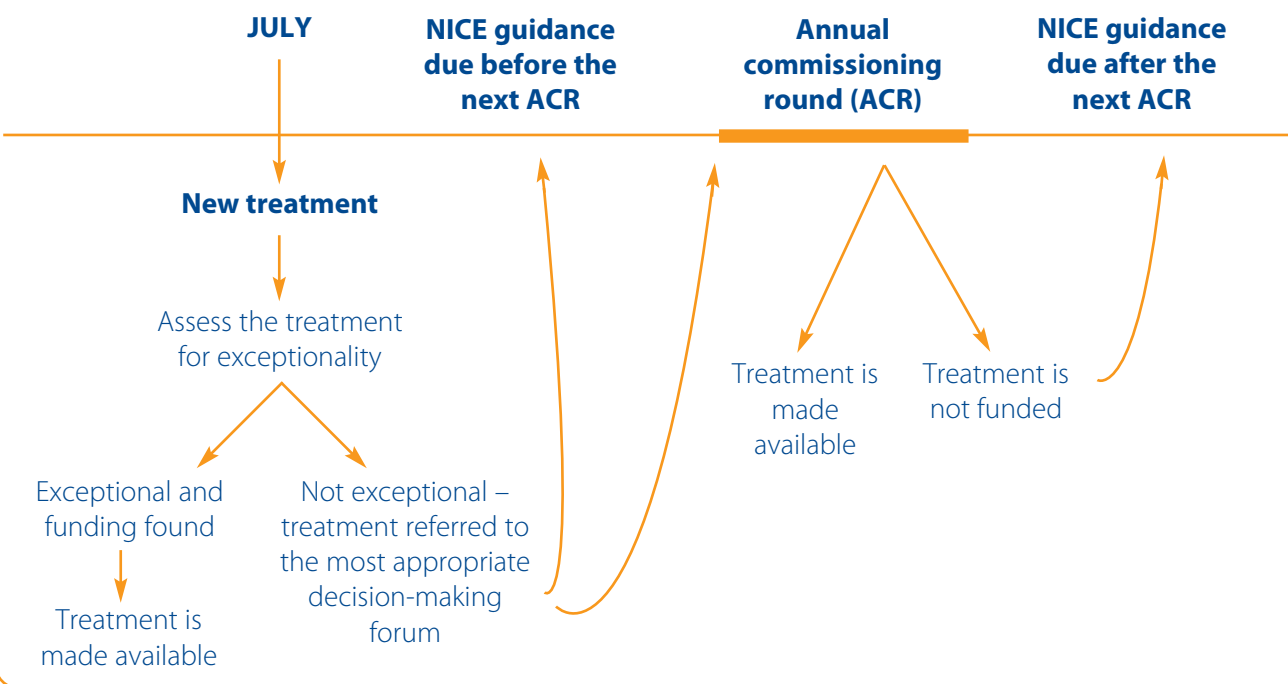 JULY
NICE guidance
due before the
next ACR
Annual
commissioning
round (ACR)
NICE guidance
due after the
next ACR
New treatment
Assess the treatment
for exceptionality
Exceptional and
funding found
Treatment is
made available
Not exceptional –
treatment referred to
the most appropriate
decision-making
forum
Treatment is
made
available
Treatment is
not funded